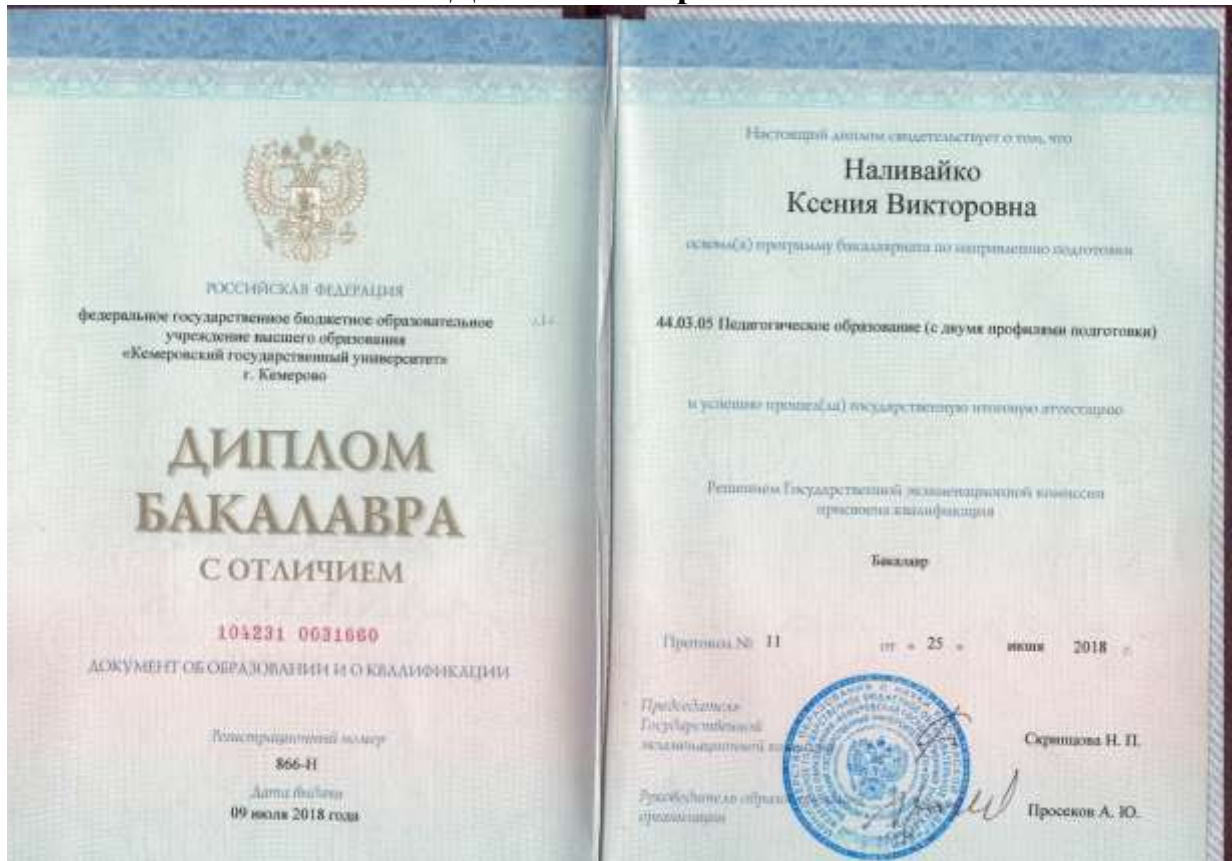 РОССИЙСКАЯ ФЕДЕРАЦИЯ
федеральное государственное бюджетное образовательное
учреждение высшего образования
«Кемеровский государственный университет»
г. Кемерово
ДИПЛОМ
БАКАЛАВРА
С ОТЛИЧИЕМ
104231 0031660
ДОКУМЕНТ ОБ ОБРАЗОВАНИИ И О КВАЛИФИКАЦИИ
Регистрационный номер
866-Н
Дата выдачи
09 июля 2018 года
Настоящий диплом свидетельствует о том, что
Наливайко
Ксения Викторовна
освоил(а) программу бакалавриата по направлению подготовки
44.03.05 Педагогическое образование (с двумя профилями подготовки)
и успешно прошел(ла) государственную итоговую аттестацию
Решением Государственной экзаменационной комиссии
присвоена квалификация
Бакалавр
Протокол № 11 от « 25 » июня 2018 г.
Председатель
Государственной
экзаменационной комиссии
Скрипцова Н. П.
Руководитель образовательной
организации
Просеков А. Ю.